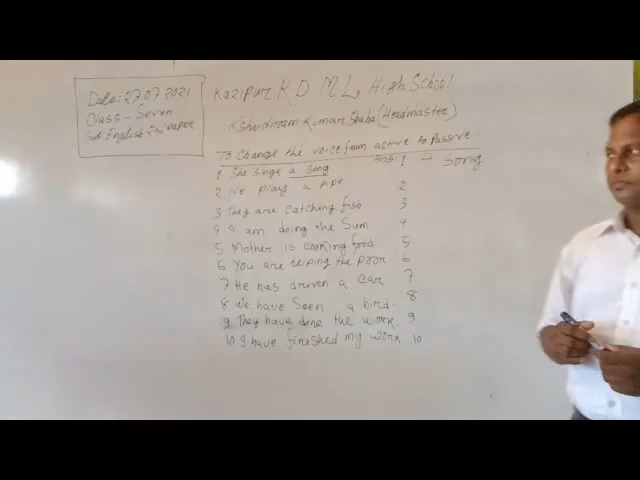 Date: 27 07 2021
Class - Seven
Sub English 2nd Paper
Kazipur K D M L High School
Kshudiram Kumar Shaha (Headmaster)
To Change the voice from active to Passive
1 She sings a song
2 We play a pipe
3 They are catching fish
4 I am doing the Sum
5 Mother is cooking food
6 You are helping the poor
7 He has driven a car
8 We have seen a bird.
9 They have done the work
10 I have finished my work
Ans: 1 A song
2
3
4
5
6
7
8
9
10